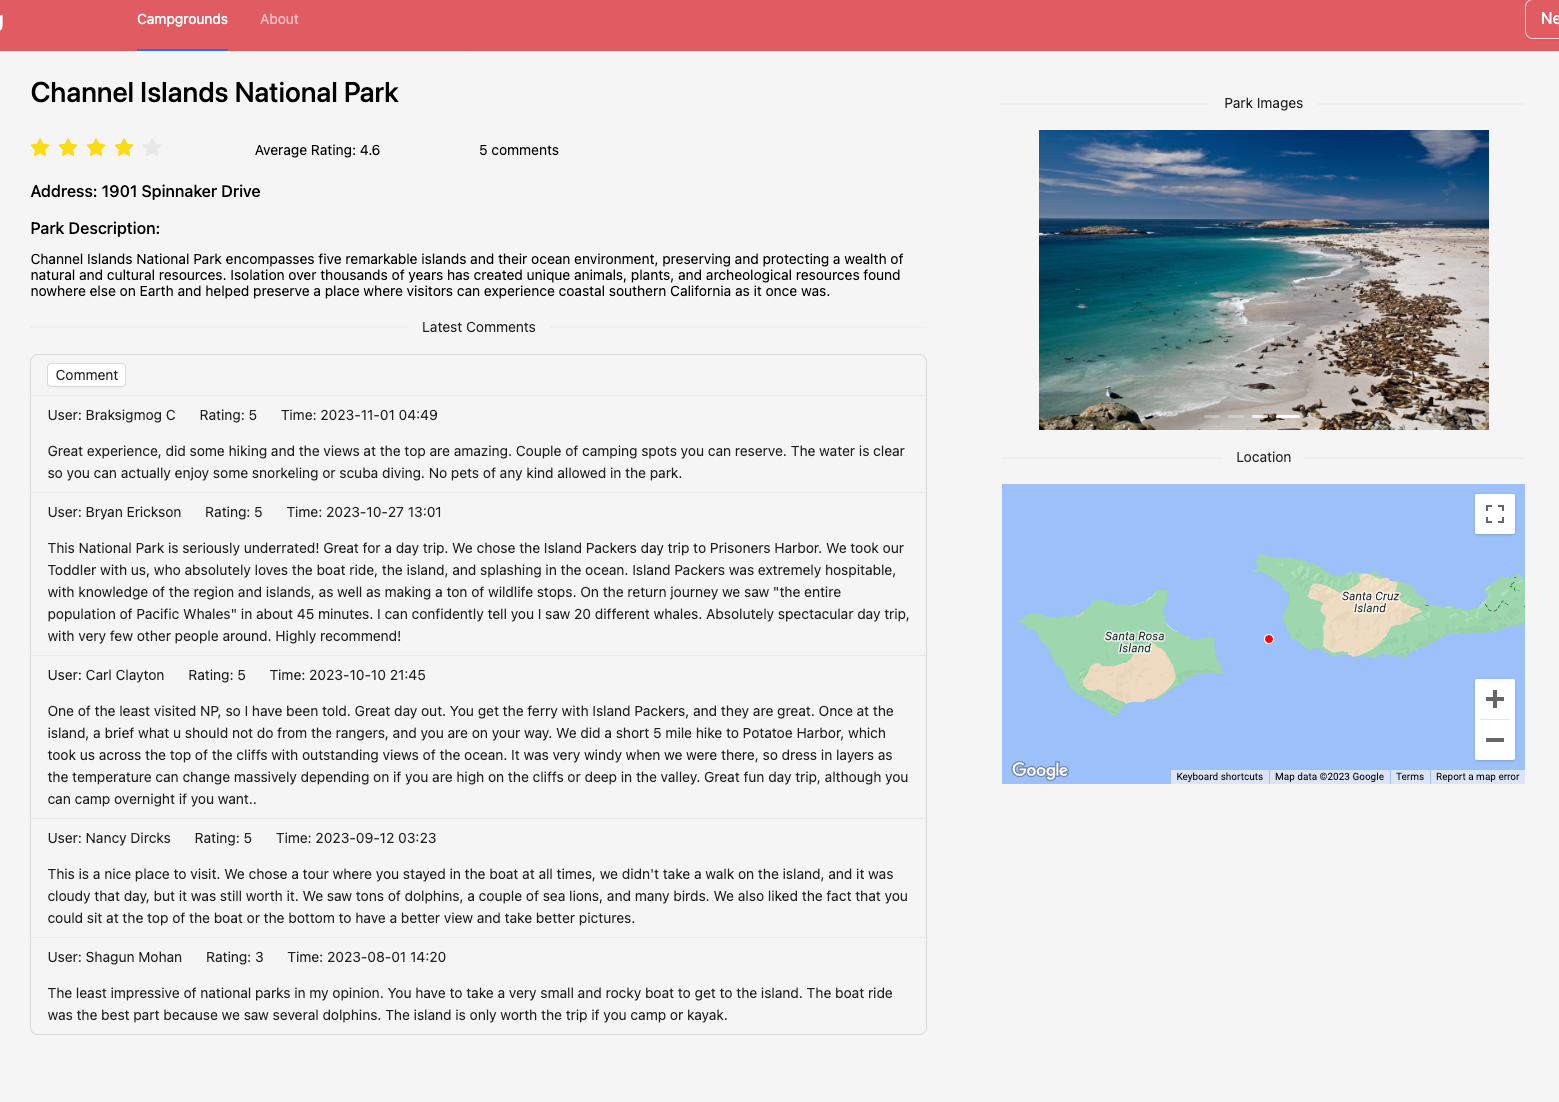 Campgrounds About
Channel Islands National Park
Average Rating: 4.6 5 comments
Address: 1901 Spinnaker Drive
Park Description:
Channel Islands National Park encompasses five remarkable islands and their ocean environment, preserving and protecting a wealth of
natural and cultural resources. Isolation over thousands of years has created unique animals, plants, and archeological resources found
nowhere else on Earth and helped preserve a place where visitors can experience coastal southern California as it once was.
Latest Comments
Comment
User: Braksigmog C Rating: 5 Time: 2023-11-01 04:49
Great experience, did some hiking and the views at the top are amazing. Couple of camping spots you can reserve. The water is clear
so you can actually enjoy some snorkeling or scuba diving. No pets of any kind allowed in the park.
User: Bryan Erickson Rating: 5 Time: 2023-10-27 13:01
This National Park is seriously underrated! Great for a day trip. We chose the Island Packers day trip to Prisoners Harbor. We took our
Toddler with us, who absolutely loves the boat ride, the island, and splashing in the ocean. Island Packers was extremely hospitable,
with knowledge of the region and islands, as well as making a ton of wildlife stops. On the return journey we saw "the entire
population of Pacific Whales" in about 45 minutes. I can confidently tell you I saw 20 different whales. Absolutely spectacular day trip,
with very few other people around. Highly recommend!
User: Carl Clayton Rating: 5 Time: 2023-10-10 21:45
One of the least visited NP, so I have been told. Great day out. You get the ferry with Island Packers, and they are great. Once at the
island, a brief what u should not do from the rangers, and you are on your way. We did a short 5 mile hike to Potatoe Harbor, which
took us across the top of the cliffs with outstanding views of the ocean. It was very windy when we were there, so dress in layers as
the temperature can change massively depending on if you are high on the cliffs or deep in the valley. Great fun day trip, although you
can camp overnight if you want..
User: Nancy Dircks Rating: 5 Time: 2023-09-12 03:23
This is a nice place to visit. We chose a tour where you stayed in the boat at all times, we didn't take a walk on the island, and it was
cloudy that day, but it was still worth it. We saw tons of dolphins, a couple of sea lions, and many birds. We also liked the fact that you
could sit at the top of the boat or the bottom to have a better view and take better pictures.
User: Shagun Mohan Rating: 3 Time: 2023-08-01 14:20
The least impressive of national parks in my opinion. You have to take a very small and rocky boat to get to the island. The boat ride
was the best part because we saw several dolphins. The island is only worth the trip if you camp or kayak.
Park Images
Location
Santa Cruz
Island
Santa Rosa
Island
Google
Keyboard shortcuts Map data ©2023 Google Terms Report a map error